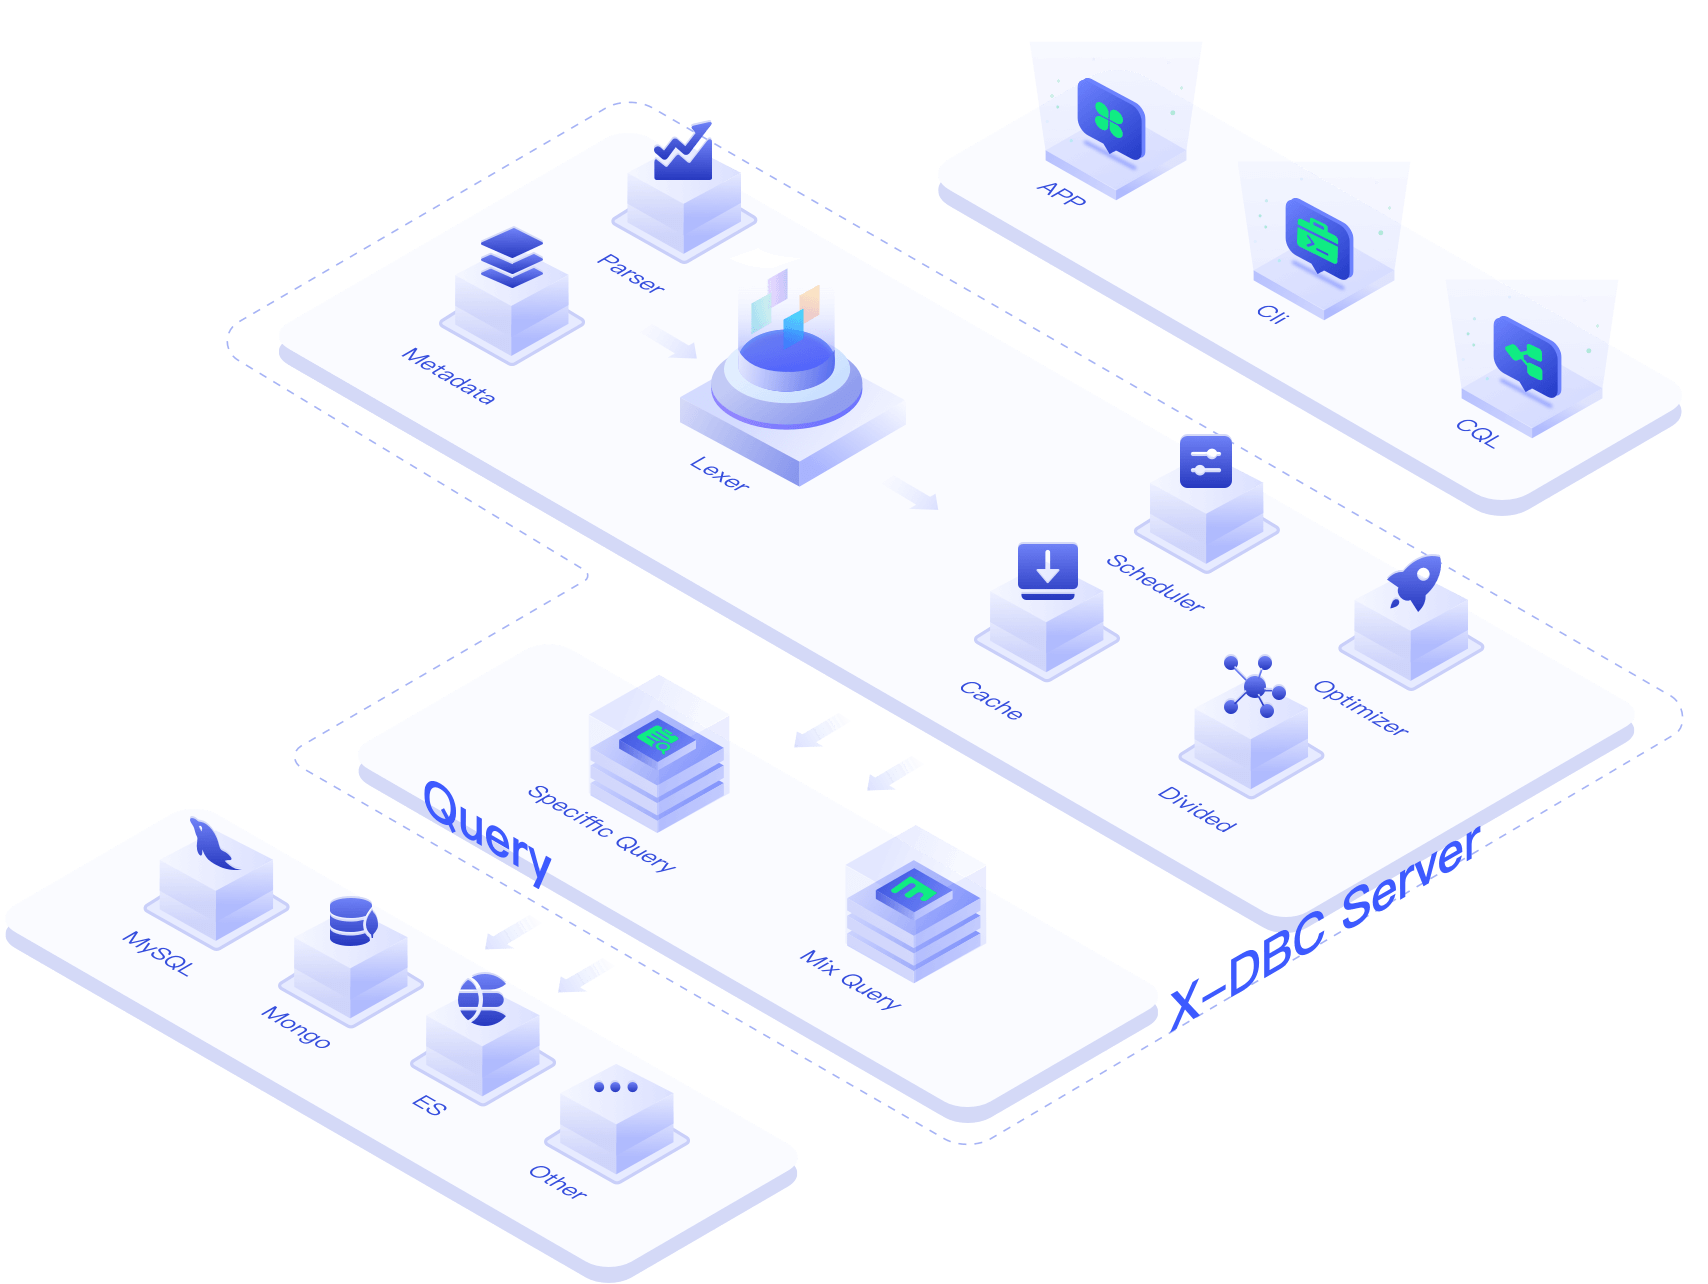 APP
Cli
CQL
Parser
Metadata
Lexer
Scheduler
Cache
Optimizer
Divided
X-DBC Server
Query
Speciffic Query
Mix Query
MySQL
Mongo
ES
Other